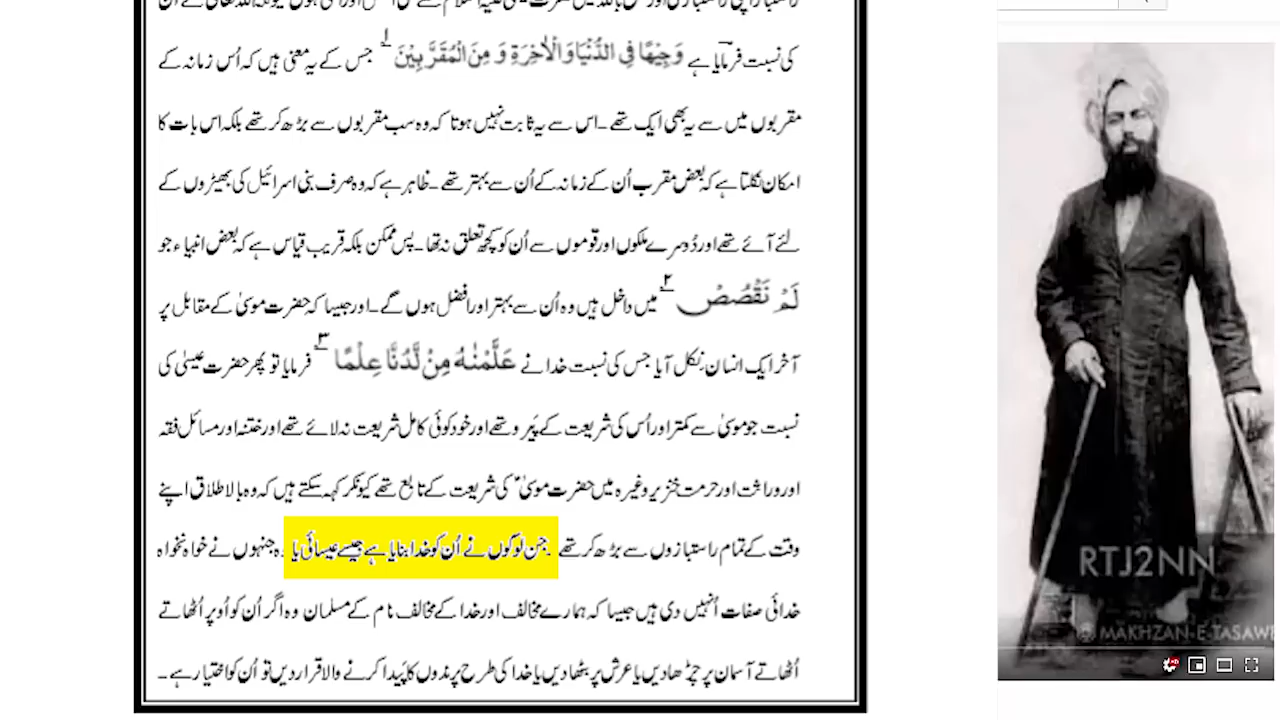 کی نسبت فرمایا ہے وَجِيْهًا فِي الدُّنْيَا وَالْاٰخِرَةِ وَ مِنَ الْمُقَرَّبِيْنَ ۱ جس کے یہ معنی ہیں کہ اُس زمانہ کے
مقربوں میں سے یہ بھی ایک تھے ۔ اس سے یہ ثابت نہیں ہوتا کہ وہ سب مقربوں سے بڑھ کر تھے بلکہ اس بات کا
امکان نکلتا ہے کہ بعض مقرب اُن کے زمانہ کے اُن سے بہتر تھے ۔ ظاہر ہے کہ وہ صرف بنی اسرائیل کی بھیڑوں کے
لئے آئے تھے اور دُوسرے ملکوں اور قوموں سے اُن کو کچھ تعلق نہ تھا ۔ پس ممکن بلکہ قریب قیاس ہے کہ بعض انبیاء جو
لَمْ نَقْصُصْ ۲ میں داخل ہیں وہ اُن سے بہتر اور افضل ہوں گے ۔ اور جیسا کہ حضرت موسیٰ کے مقابل پر
آخر ایک انسان نِکل آیا جس کی نسبت خدا نے عَلَّمْنٰهُ مِنْ لَّدُنَّا عِلْمًا ۳ فرمایا تو پھر حضرت عیسیٰ کی
نسبت جو موسیٰ سے کمتر اور اُس کی شریعت کے پَیرو تھے اور خود کوئی کامل شریعت نہ لائے تھے اور ختنہ اور مسائل فقہ
اور وراثت اور حرمت خنزیر وغیرہ میں حضرت موسیٰ ؑ کی شریعت کے تابع تھے کیونکر کہہ سکتے ہیں کہ وہ بالاطلاق اپنے
وقت کے تمام راستبازوں سے بڑھ کر تھے جن لوگوں نے اُن کو خدا بنایا ہے جیسے عیسائی یا وہ جنہوں نے خواہ نخواہ
خدائی صفات اُنہیں دی ہیں جیسا کہ ہمارے مخالف اور خدا کے مخالف نام کے مسلمان وہ اگر اُن کو اُوپر اُٹھاتے
اُٹھاتے آسمان پر چڑھا دیں یا عرش پر بٹھا دیں یا خدا کی طرح پرندوں کا پَیدا کرنے والا قرار دیں تو اُن کو اختیار ہے ۔
RTJ2NN
MAKHZAN-E-TASAWE